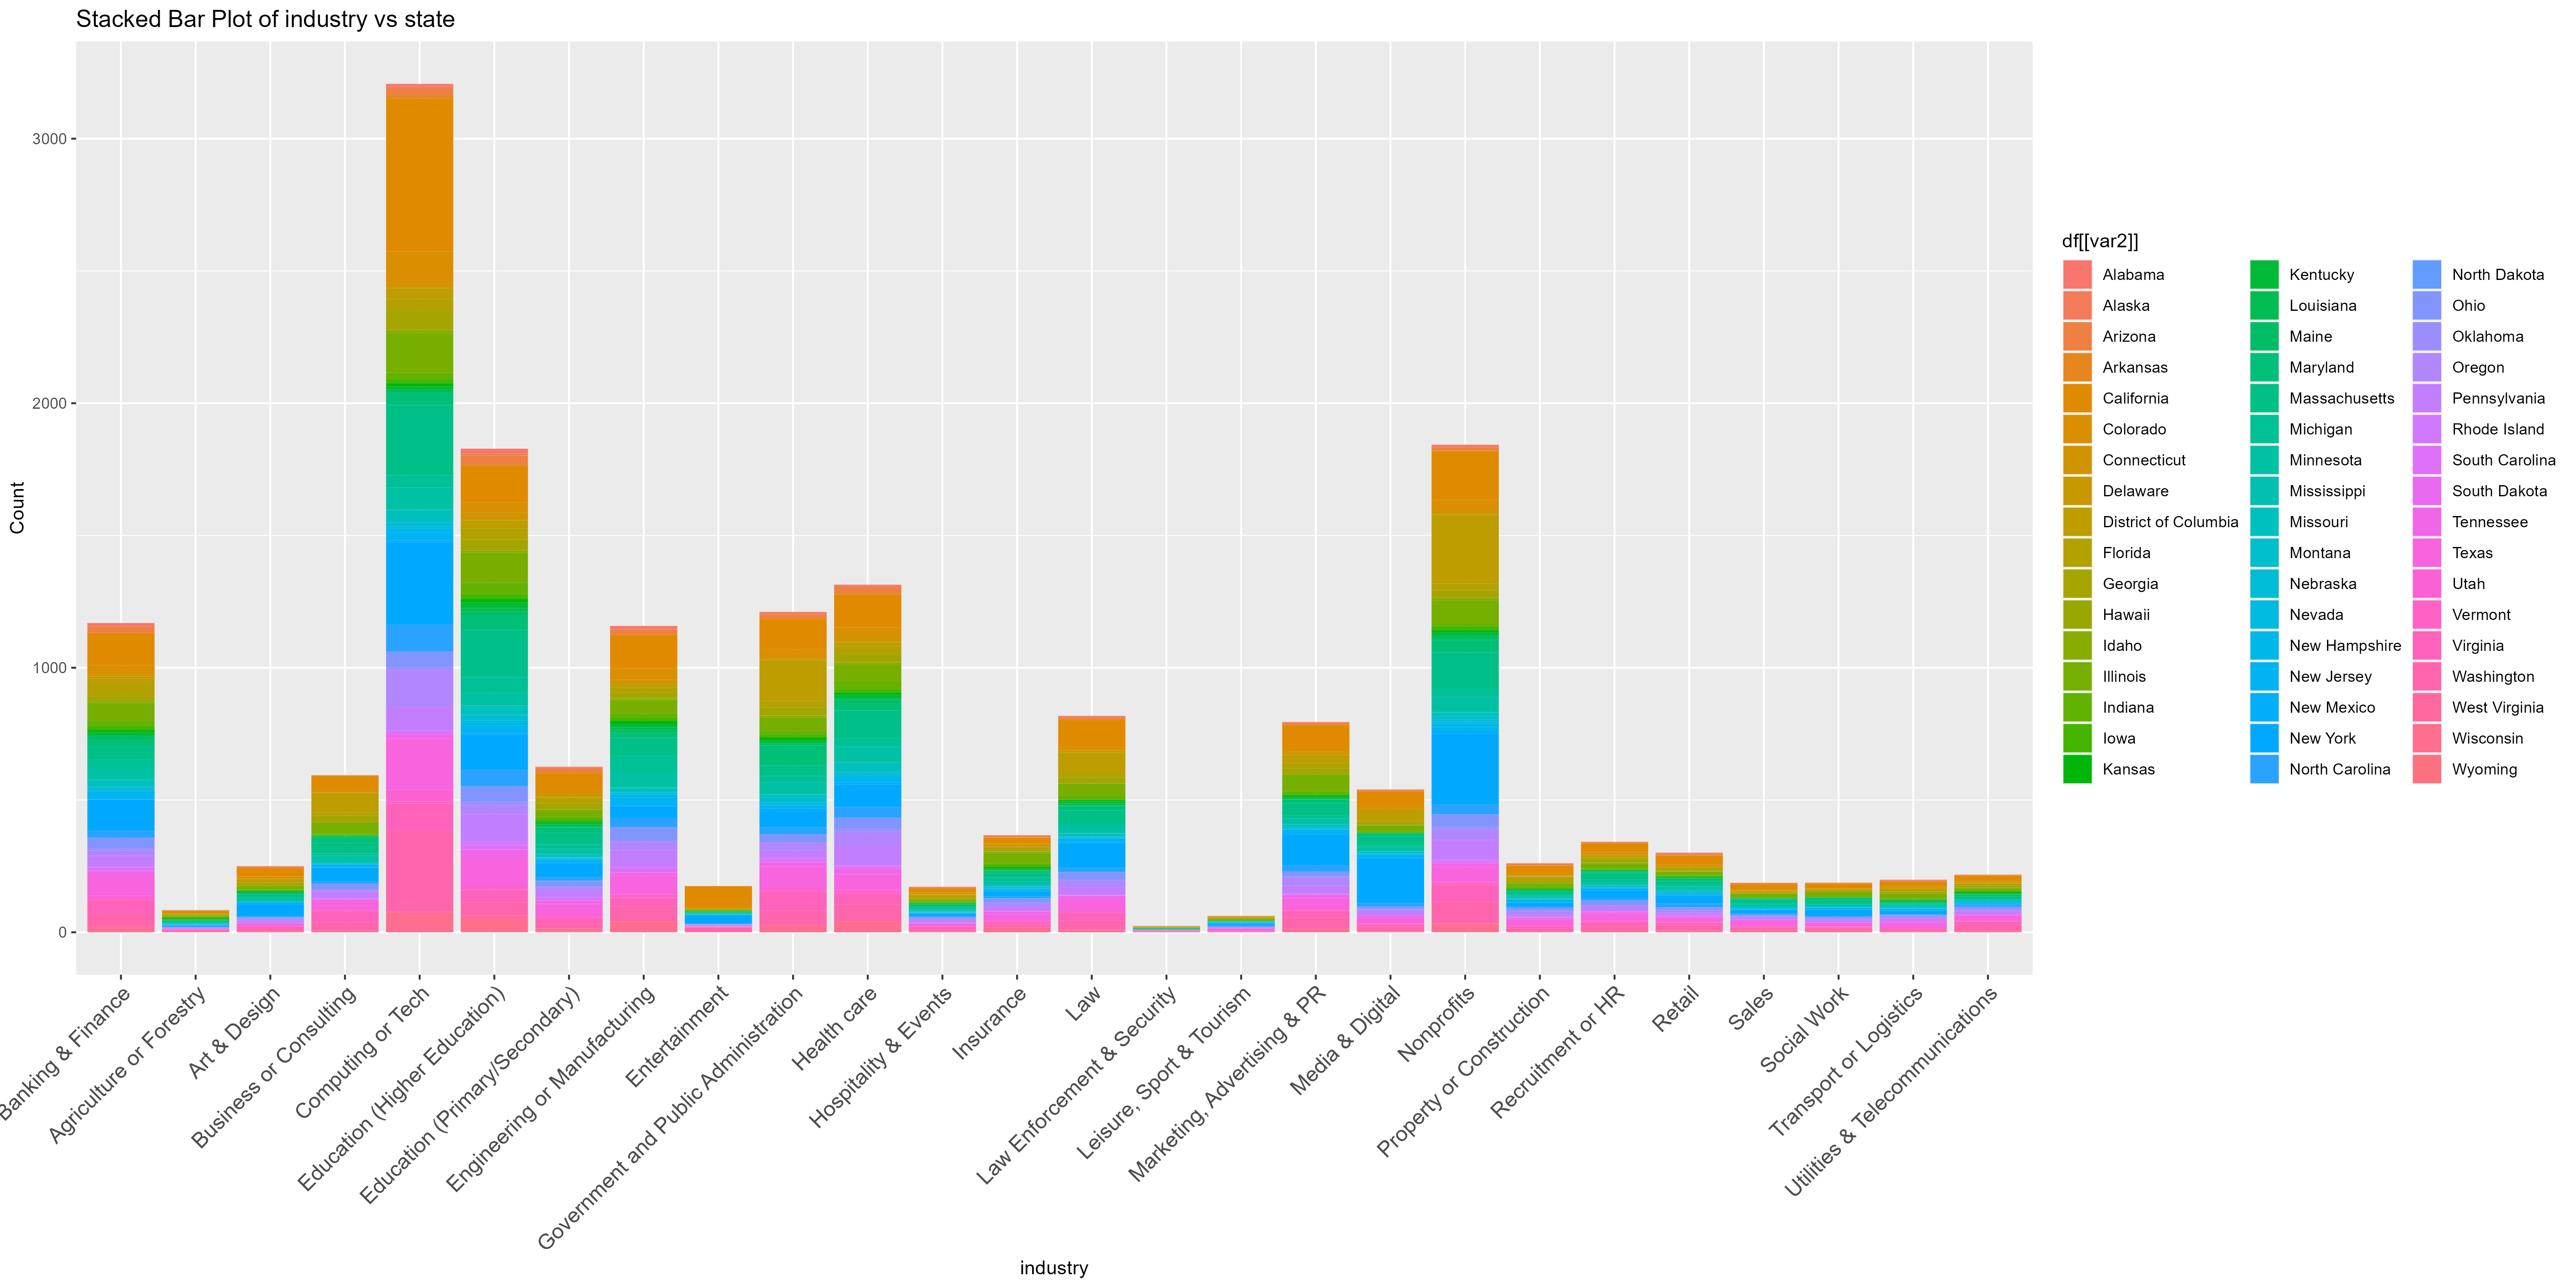 Stacked Bar Plot of industry vs state
Count
3000
2000
1000
0
Banking & Finance
Agriculture or Forestry
Art & Design
Business or Consulting
Computing or Tech
Education (Higher Education)
Education (Primary/Secondary)
Engineering or Manufacturing
Entertainment
Government and Public Administration
Health care
Hospitality & Events
Insurance
Law
Law Enforcement & Security
Leisure, Sport & Tourism
Marketing, Advertising & PR
Media & Digital
Nonprofits
Property or Construction
Recruitment or HR
Retail
Sales
Social Work
Transport or Logistics
Utilities & Telecommunications
industry
df[[var2]]
Alabama
Alaska
Arizona
Arkansas
California
Colorado
Connecticut
Delaware
District of Columbia
Florida
Georgia
Hawaii
Idaho
Illinois
Indiana
Iowa
Kansas
Kentucky
Louisiana
Maine
Maryland
Massachusetts
Michigan
Minnesota
Mississippi
Missouri
Montana
Nebraska
Nevada
New Hampshire
New Jersey
New Mexico
New York
North Carolina
North Dakota
Ohio
Oklahoma
Oregon
Pennsylvania
Rhode Island
South Carolina
South Dakota
Tennessee
Texas
Utah
Vermont
Virginia
Washington
West Virginia
Wisconsin
Wyoming